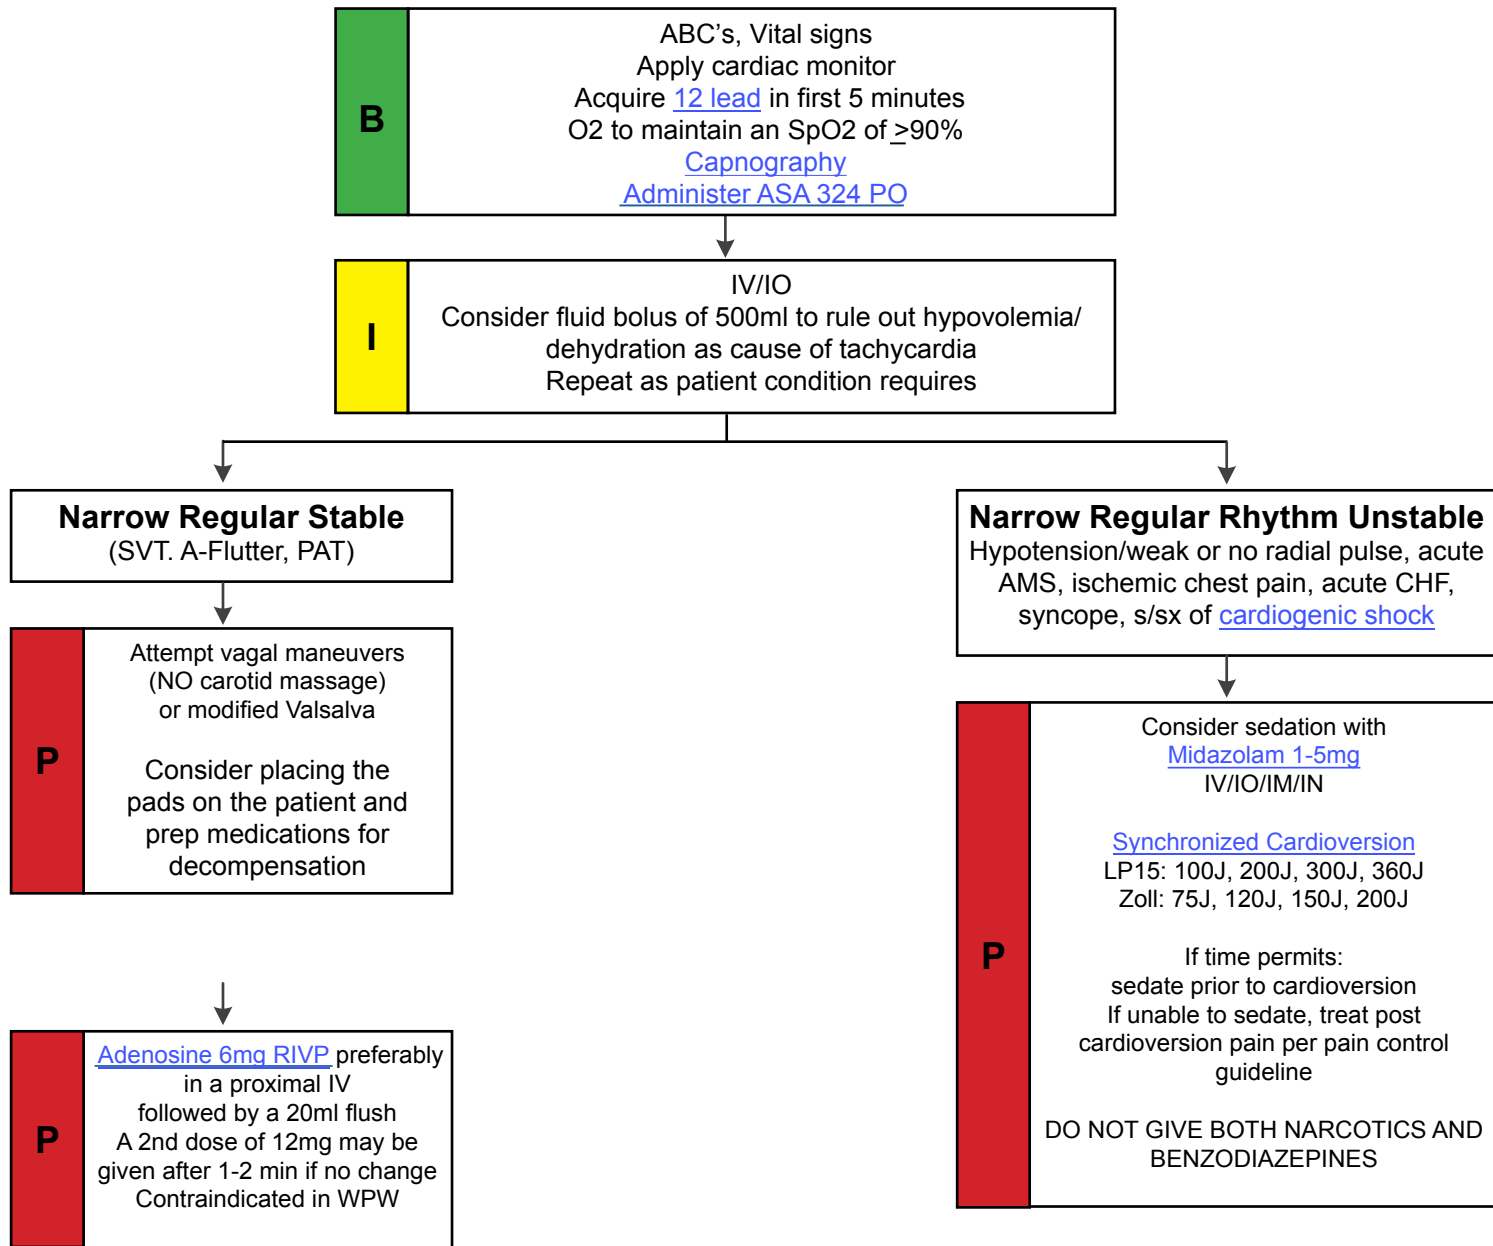 B
ABC's, Vital signs
Apply cardiac monitor
Acquire 12 lead in first 5 minutes
O2 to maintain an SpO2 of >90%
Capnography
Administer ASA 324 PO
I
IV/IO
Consider fluid bolus of 500ml to rule out hypovolemia/
dehydration as cause of tachycardia
Repeat as patient condition requires
Narrow Regular Stable
(SVT. A-Flutter, PAT)
P
Attempt vagal maneuvers
(NO carotid massage)
or modified Valsalva
Consider placing the
pads on the patient and
prep medications for
decompensation
P
Adenosine 6mg RIVP preferably
in a proximal IV
followed by a 20ml flush
A 2nd dose of 12mg may be
given after 1-2 min if no change
Contraindicated in WPW
Narrow Regular Rhythm Unstable
Hypotension/weak or no radial pulse, acute
AMS, ischemic chest pain, acute CHF,
syncope, s/sx of cardiogenic shock
P
Consider sedation with
Midazolam 1-5mg
IV/IO/IM/IN
Synchronized Cardioversion
LP15: 100J, 200J, 300J, 360J
Zoll: 75J, 120J, 150J, 200J
If time permits:
sedate prior to cardioversion
If unable to sedate, treat post
cardioversion pain per pain control
guideline
DO NOT GIVE BOTH NARCOTICS AND
BENZODIAZEPINES